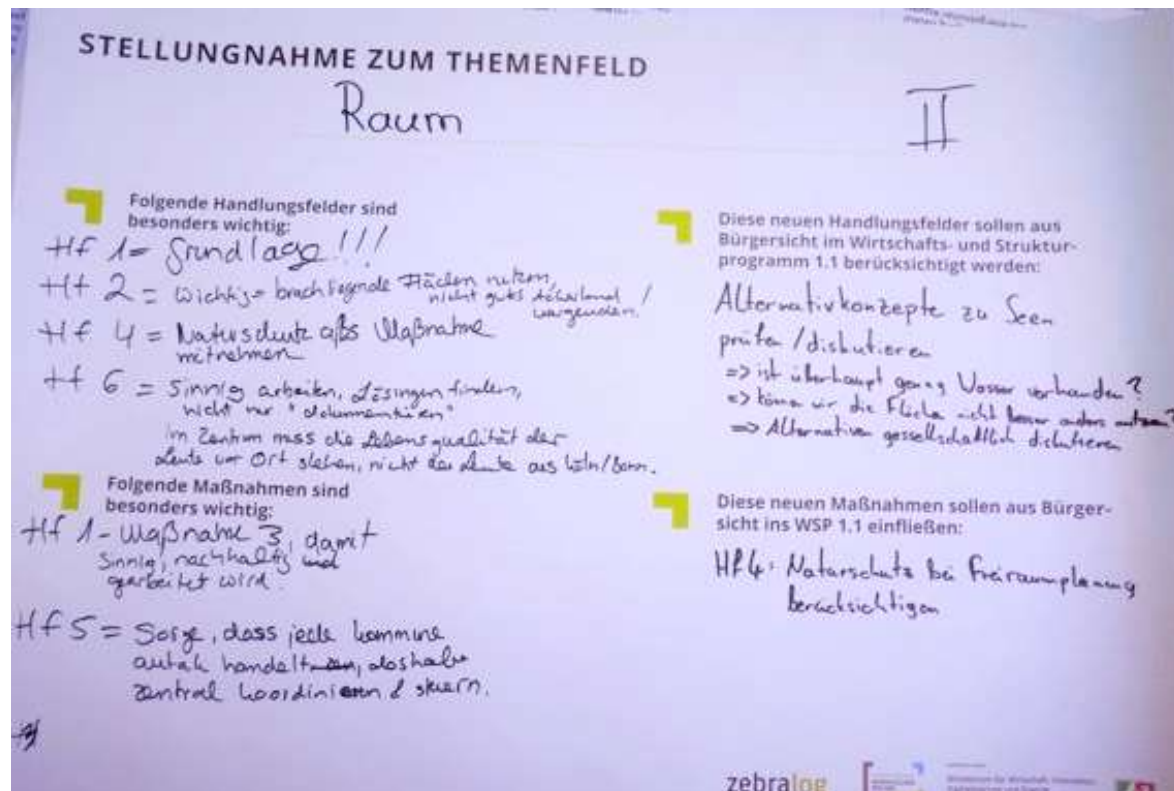 STELLUNGNAHME ZUM THEMENFELD
Raum
II
Folgende Handlungsfelder sind
besonders wichtig:
Hf 1 = Grundlage!!!
Hf 2 = Wichtig = brachliegende Flächen nutzen,
nicht gutes Ackerland /
Hf 4 = Naturschutz als Maßnahme
mitnehmen
Hf 6 = Sinnig arbeiten, Lösingen finden,
nicht nur "dokumentieren"
im Zentrum muss die Lebensqualität der
Leute vor Ort stehen, nicht der Leute aus Köln/Bonn.
Folgende Maßnahmen sind
besonders wichtig:
Hf 1 - Maßnahme 3, damit
sinnig, nachhaltig und
gearbeitet wird.
Hf 5 = Sorge, dass jede Kommune
autak handelt, deshalb
zentral koordinieren & steuern.
Diese neuen Handlungsfelder sollen aus
Bürgersicht im Wirtschafts- und Struktur-
programm 1.1 berücksichtigt werden:
Alternativkonzepte zu Seen
prüfen / diskutieren
=> ist überhaupt genug Wasser vorhanden?
=> könne wir die Fläche nicht besser anders nutzen?
=> Alternativen gesellschaftlich diskutieren
Diese neuen Maßnahmen sollen aus Bürger-
sicht ins WSP 1.1 einfließen:
Hf 4: Naturschutz bei Freiraumplanung
berücksichtigen
zebralog